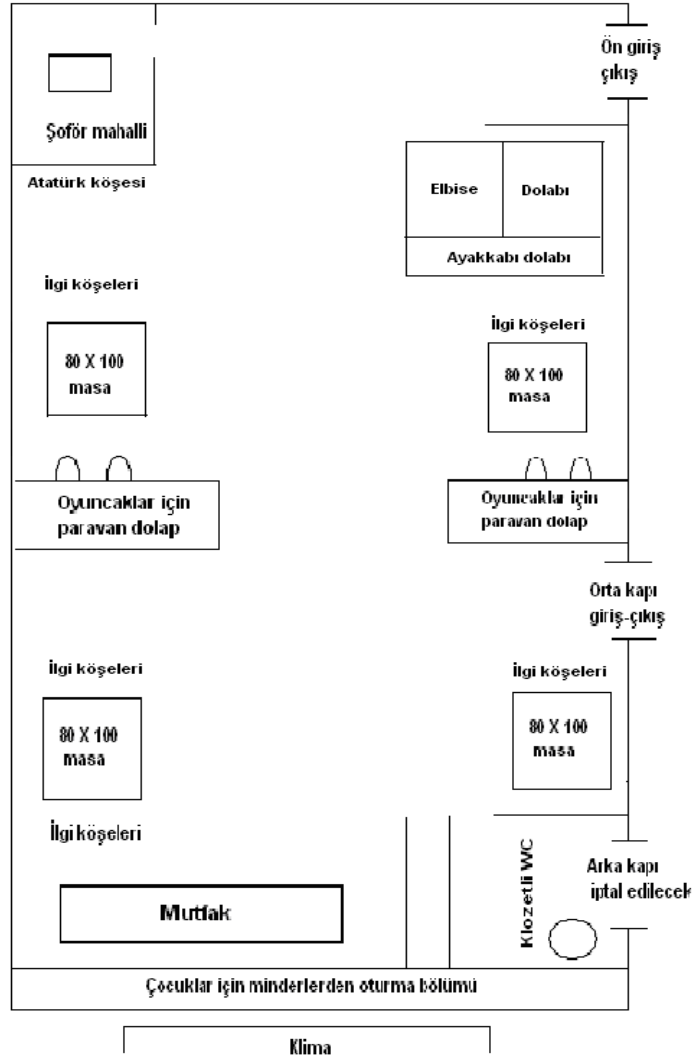 Ön giriş
çıkış
Şoför mahalli
Atatürk köşesi
Elbise
Dolabı
Ayakkabı dolabı
İlgi köşeleri
80 X 100
masa
İlgi köşeleri
80 X 100
masa
Oyuncaklar için
paravan dolap
Oyuncaklar için
paravan dolap
Orta kapı
giriş-çıkış
İlgi köşeleri
80 X 100
masa
İlgi köşeleri
80 X 100
masa
İlgi köşeleri
Mutfak
Klozetli WC
Arka kapı
iptal edilecek
Çocuklar için minderlerden oturma bölümü
Klima